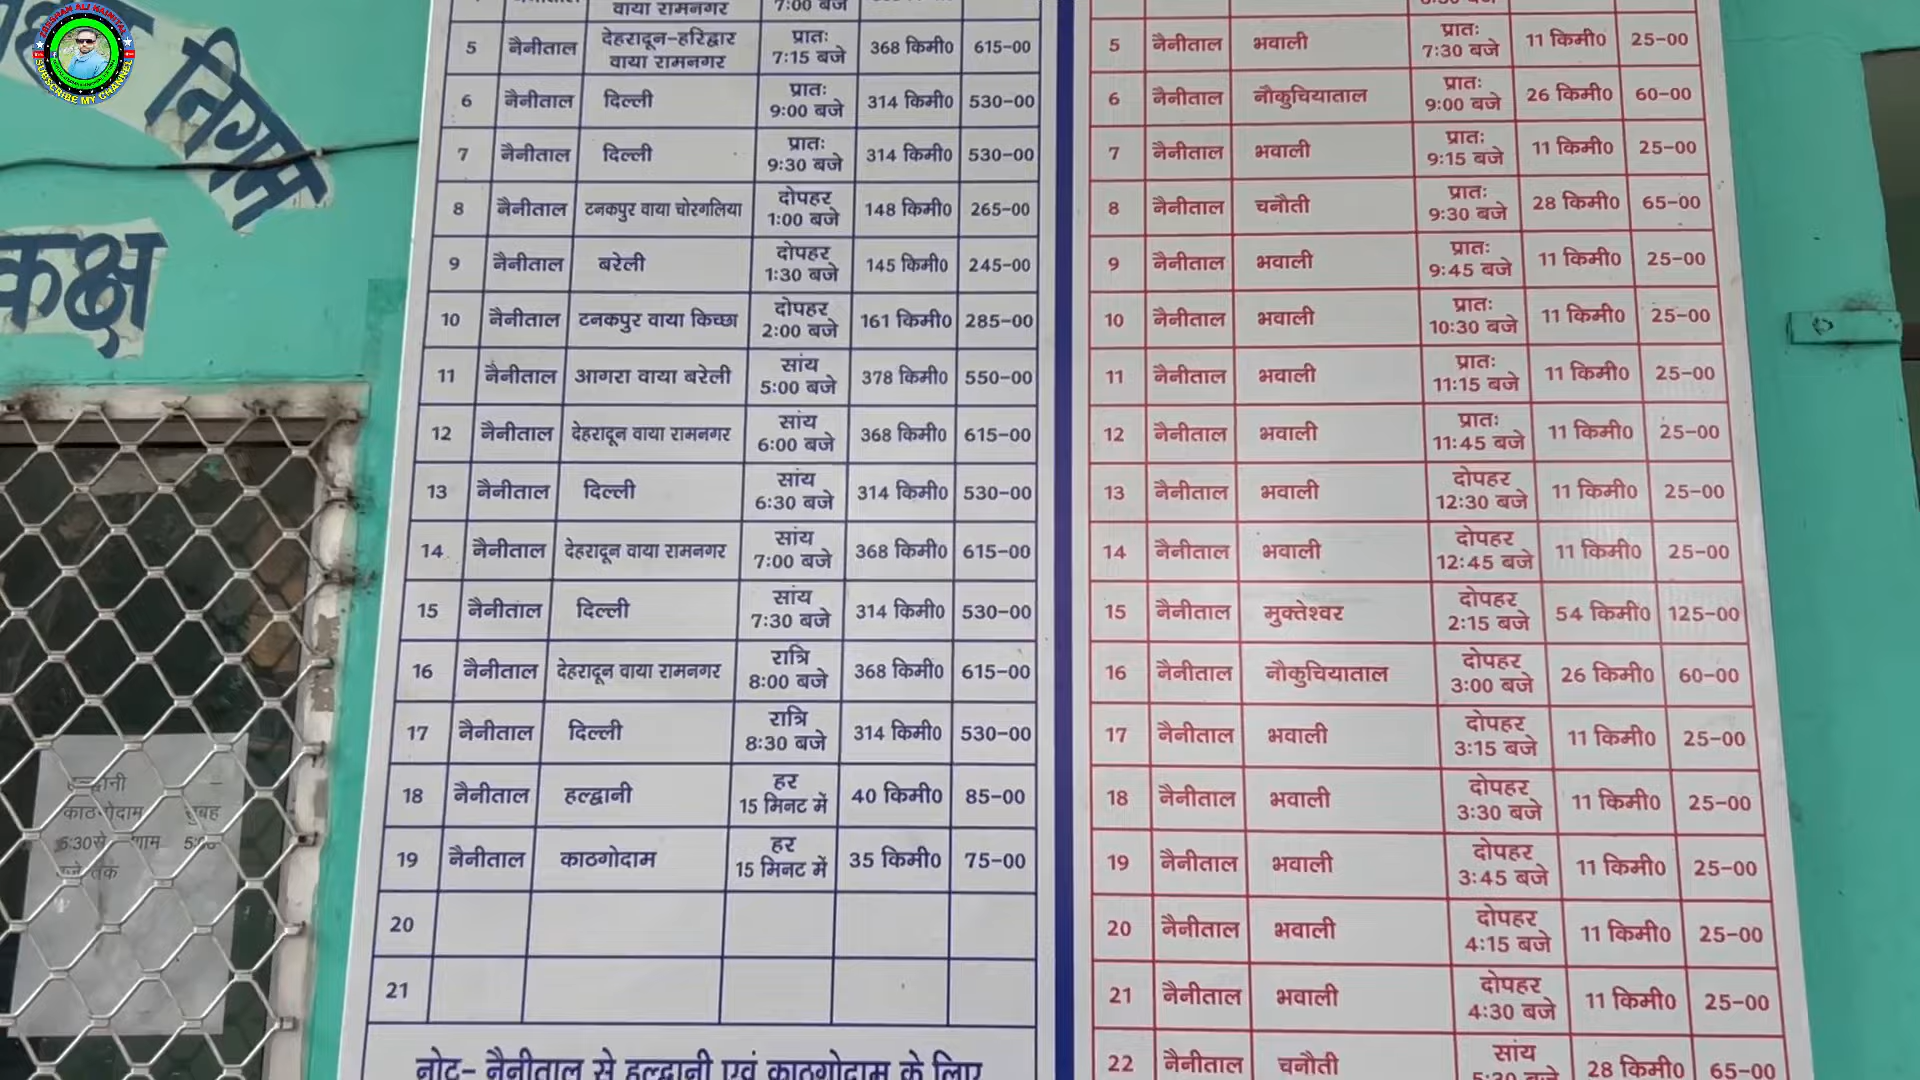 ZEESHAN ALI NAINITAL
SUBSCRIBE MY CHANNEL
निगम
कक्ष
वाया रामनगर 7:00 बजे
5 नैनीताल देहरादून-हरिद्वार वाया रामनगर प्रातः 7:15 बजे 368 किमी0 615-00
6 नैनीताल दिल्ली प्रातः 9:00 बजे 314 किमी0 530-00
7 नैनीताल दिल्ली प्रातः 9:30 बजे 314 किमी0 530-00
8 नैनीताल टनकपुर वाया चोरगलिया दोपहर 1:00 बजे 148 किमी0 265-00
9 नैनीताल बरेली दोपहर 1:30 बजे 145 किमी0 245-00
10 नैनीताल टनकपुर वाया किच्छा दोपहर 2:00 बजे 161 किमी0 285-00
11 नैनीताल आगरा वाया बरेली सांय 5:00 बजे 378 किमी0 550-00
12 नैनीताल देहरादून वाया रामनगर सांय 6:00 बजे 368 किमी0 615-00
13 नैनीताल दिल्ली सांय 6:30 बजे 314 किमी0 530-00
14 नैनीताल देहरादून वाया रामनगर सांय 7:00 बजे 368 किमी0 615-00
15 नैनीताल दिल्ली सांय 7:30 बजे 314 किमी0 530-00
16 नैनीताल देहरादून वाया रामनगर रात्रि 8:00 बजे 368 किमी0 615-00
17 नैनीताल दिल्ली रात्रि 8:30 बजे 314 किमी0 530-00
18 नैनीताल हल्द्वानी हर 15 मिनट में 40 किमी0 85-00
19 नैनीताल काठगोदाम हर 15 मिनट में 35 किमी0 75-00
20
21
नोट- नैनीताल से हल्द्वानी एवं काठगोदाम के लिए
5 नैनीताल भवाली प्रातः 7:30 बजे 11 किमी0 25-00
6 नैनीताल नौकुचियाताल प्रातः 9:00 बजे 26 किमी0 60-00
7 नैनीताल भवाली प्रातः 9:15 बजे 11 किमी0 25-00
8 नैनीताल चनौती प्रातः 9:30 बजे 28 किमी0 65-00
9 नैनीताल भवाली प्रातः 9:45 बजे 11 किमी0 25-00
10 नैनीताल भवाली प्रातः 10:30 बजे 11 किमी0 25-00
11 नैनीताल भवाली प्रातः 11:15 बजे 11 किमी0 25-00
12 नैनीताल भवाली प्रातः 11:45 बजे 11 किमी0 25-00
13 नैनीताल भवाली दोपहर 12:30 बजे 11 किमी0 25-00
14 नैनीताल भवाली दोपहर 12:45 बजे 11 किमी0 25-00
15 नैनीताल मुक्तेश्वर दोपहर 2:15 बजे 54 किमी0 125-00
16 नैनीताल नौकुचियाताल दोपहर 3:00 बजे 26 किमी0 60-00
17 नैनीताल भवाली दोपहर 3:15 बजे 11 किमी0 25-00
18 नैनीताल भवाली दोपहर 3:30 बजे 11 किमी0 25-00
19 नैनीताल भवाली दोपहर 3:45 बजे 11 किमी0 25-00
20 नैनीताल भवाली दोपहर 4:15 बजे 11 किमी0 25-00
21 नैनीताल भवाली दोपहर 4:30 बजे 11 किमी0 25-00
22 नैनीताल चनौती सांय 28 किमी0 65-00
काठगोदाम